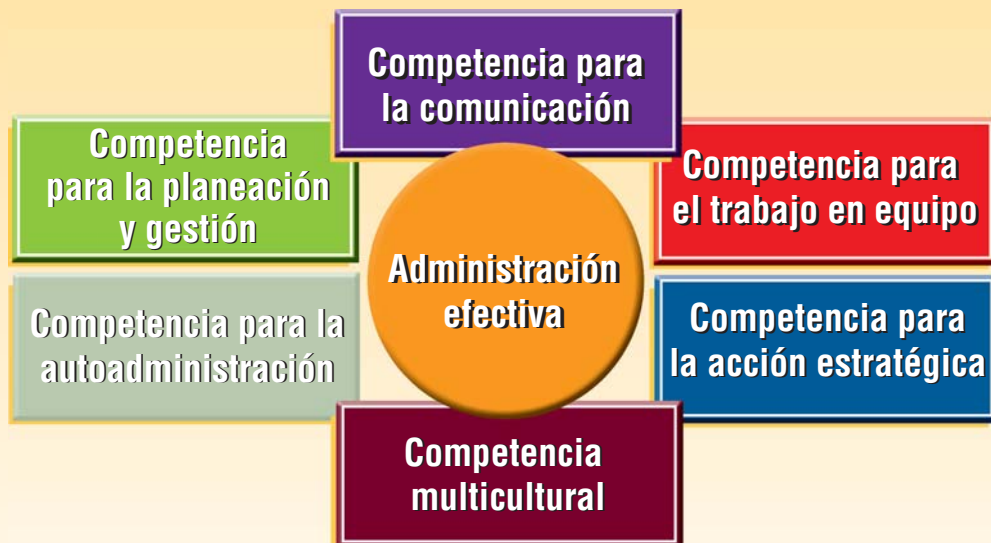 Competencia para
la comunicación
Competencia
para la planeación
y gestión
Competencia para
el trabajo en equipo
Administración
efectiva
Competencia para la
autoadministración
Competencia para
la acción estratégica
Competencia
multicultural